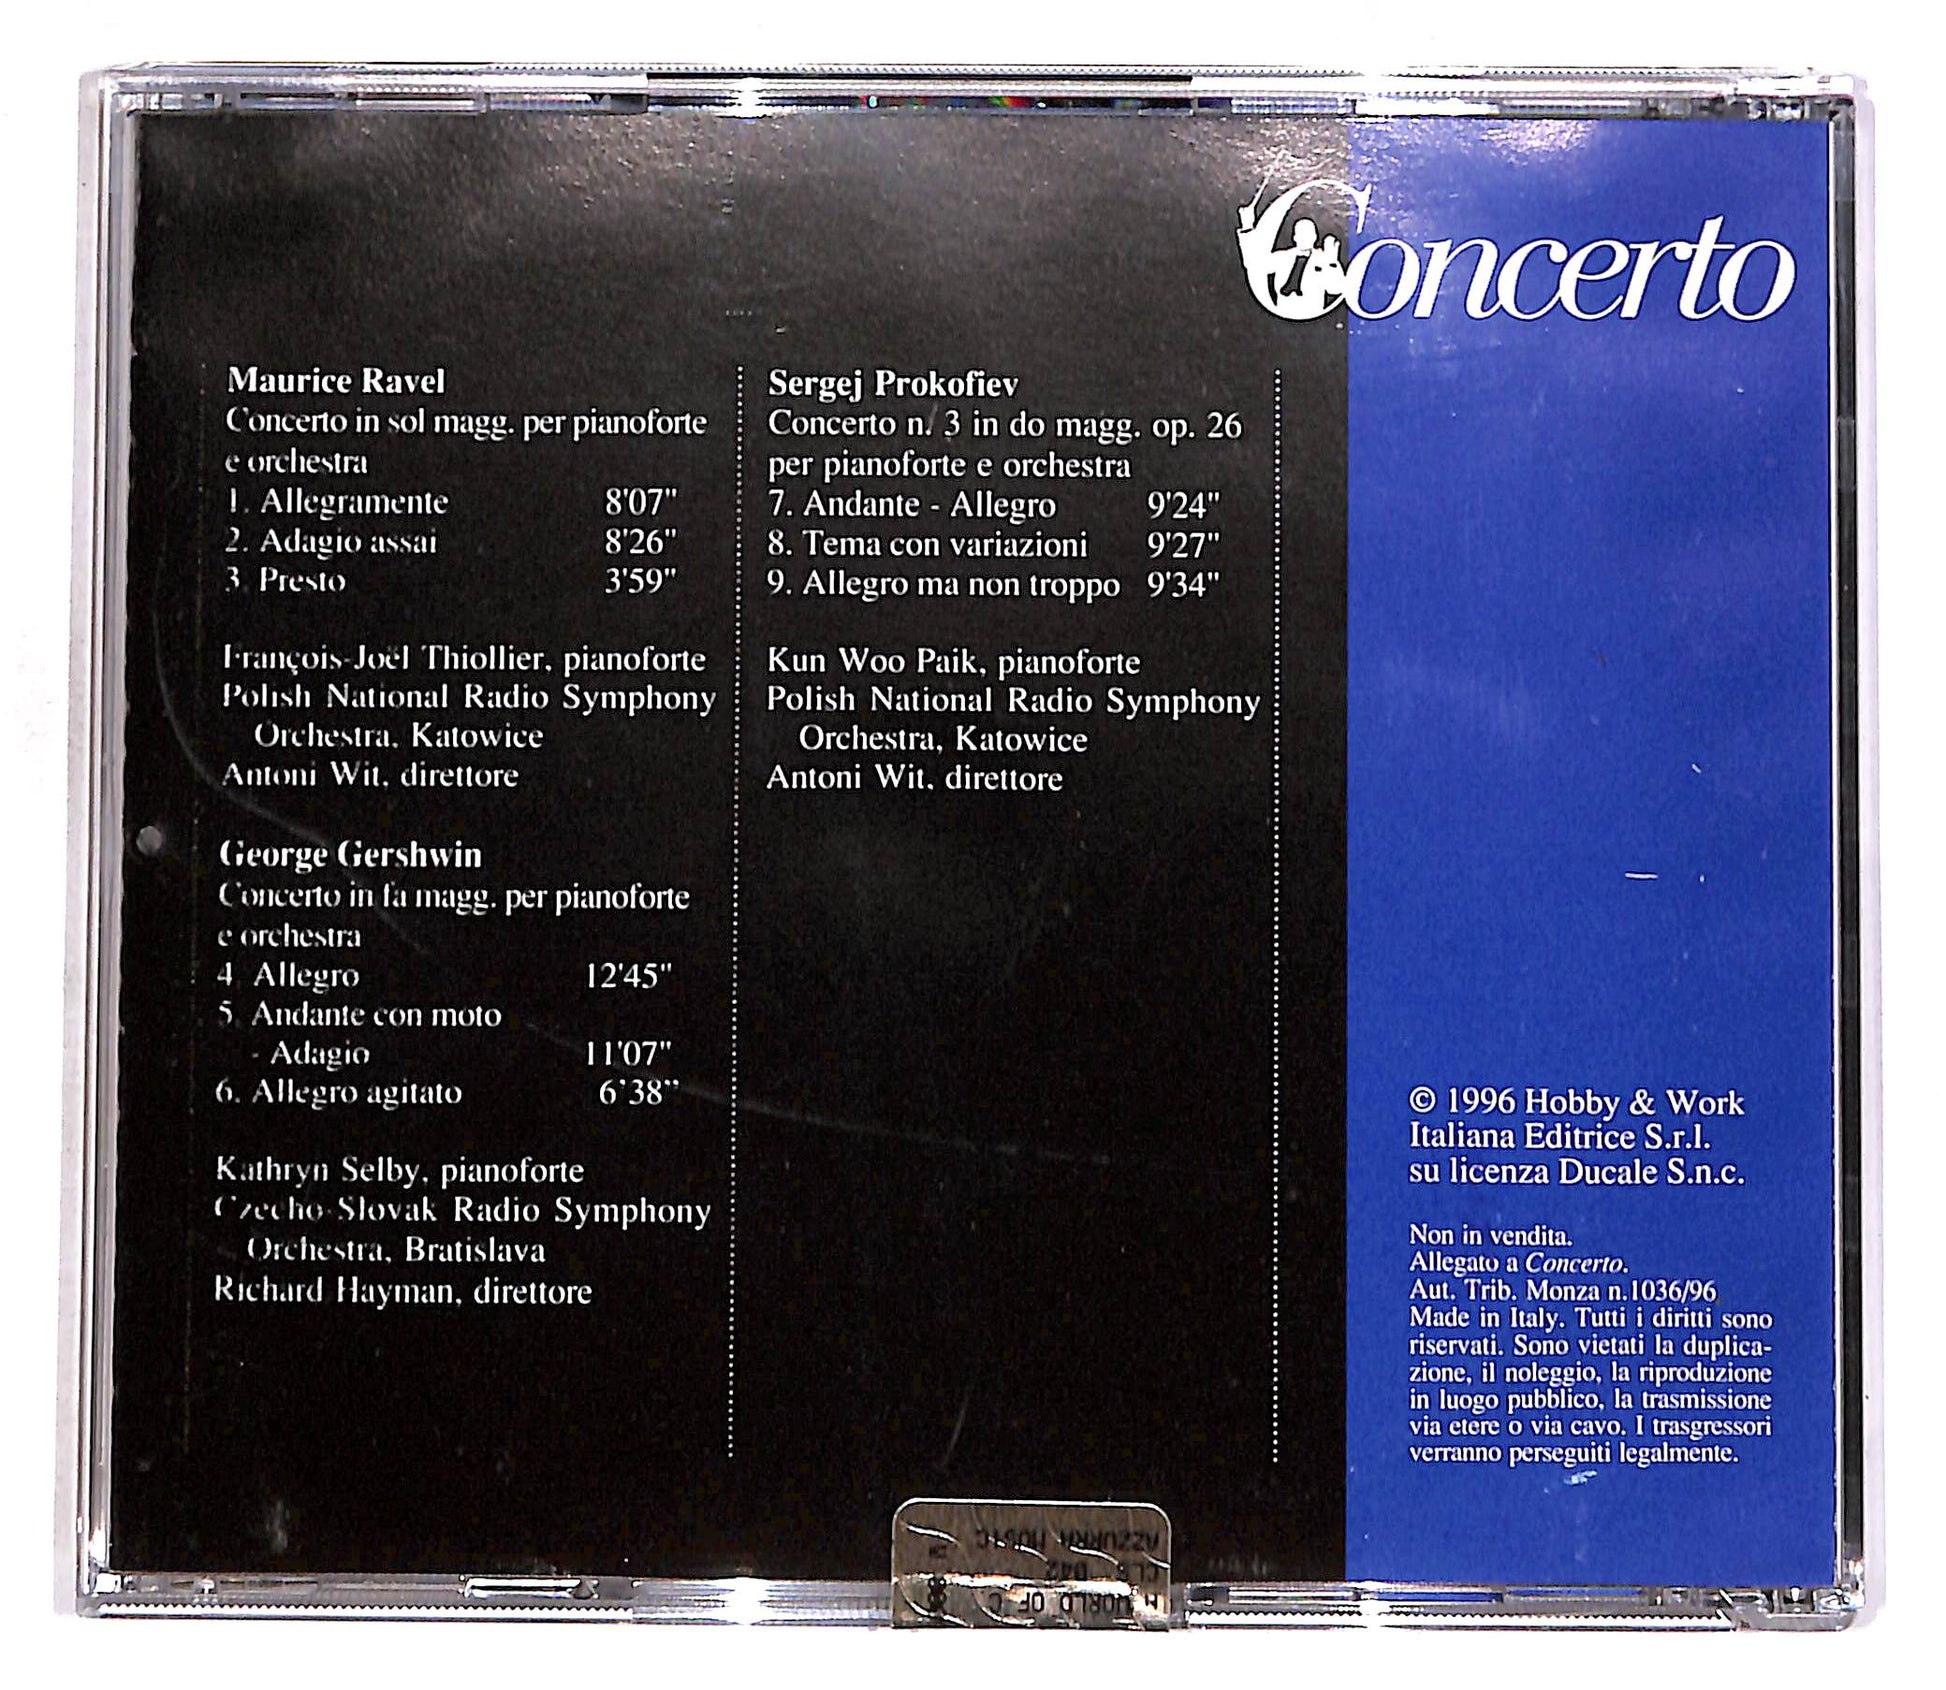 Concerto
Maurice Ravel
Concerto in sol magg. per pianoforte
e orchestra
1. Allegramente 8'07"
2. Adagio assai 8'26"
3. Presto 3'59"
François-Joël Thiollier, pianoforte
Polish National Radio Symphony
Orchestra, Katowice
Antoni Wit, direttore
George Gershwin
Concerto in fa magg. per pianoforte
e orchestra
4. Allegro 12'45"
5. Andante con moto
- Adagio 11'07"
6. Allegro agitato 6'38"
Kathryn Selby, pianoforte
Czecho-Slovak Radio Symphony
Orchestra, Bratislava
Richard Hayman, direttore
Sergej Prokofiev
Concerto n. 3 in do magg. op. 26
per pianoforte e orchestra
7. Andante - Allegro 9'24"
8. Tema con variazioni 9'27"
9. Allegro ma non troppo 9'34"
Kun Woo Paik, pianoforte
Polish National Radio Symphony
Orchestra, Katowice
Antoni Wit, direttore
© 1996 Hobby & Work
Italiana Editrice S.r.l.
su licenza Ducale S.n.c.
Non in vendita.
Allegato a Concerto.
Aut. Trib. Monza n.1036/96
Made in Italy. Tutti i diritti sono
riservati. Sono vietati la duplica-
zione, il noleggio, la riproduzione
in luogo pubblico, la trasmissione
via etere o via cavo. I trasgressori
verranno perseguiti legalmente.
WORLD OF C
042
AZZURRA MUSIC